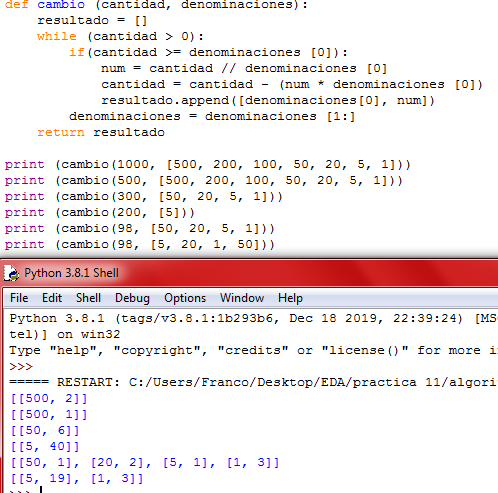 def cambio (cantidad, denominaciones):
    resultado = []
    while (cantidad > 0):
        if(cantidad >= denominaciones [0]):
            num = cantidad // denominaciones [0]
            cantidad = cantidad - (num * denominaciones [0])
            resultado.append([denominaciones[0], num])
        denominaciones = denominaciones [1:]
    return resultado
print (cambio(1000, [500, 200, 100, 50, 20, 5, 1]))
print (cambio(500, [500, 200, 100, 50, 20, 5, 1]))
print (cambio(300, [50, 20, 5, 1]))
print (cambio(200, [5]))
print (cambio(98, [50, 20, 5, 1]))
print (cambio(98, [5, 20, 1, 50]))
Python 3.8.1 Shell
File Edit Shell Debug Options Window Help
Python 3.8.1 (tags/v3.8.1:1b293b6, Dec 18 2019, 22:39:24) [MS
tel)] on win32
Type "help", "copyright", "credits" or "license()" for more i
>>>
===== RESTART: C:/Users/Franco/Desktop/EDA/practica 11/algori
[[500, 2]]
[[500, 1]]
[[50, 6]]
[[5, 40]]
[[50, 1], [20, 2], [5, 1], [1, 3]]
[[5, 19], [1, 3]]
>>>